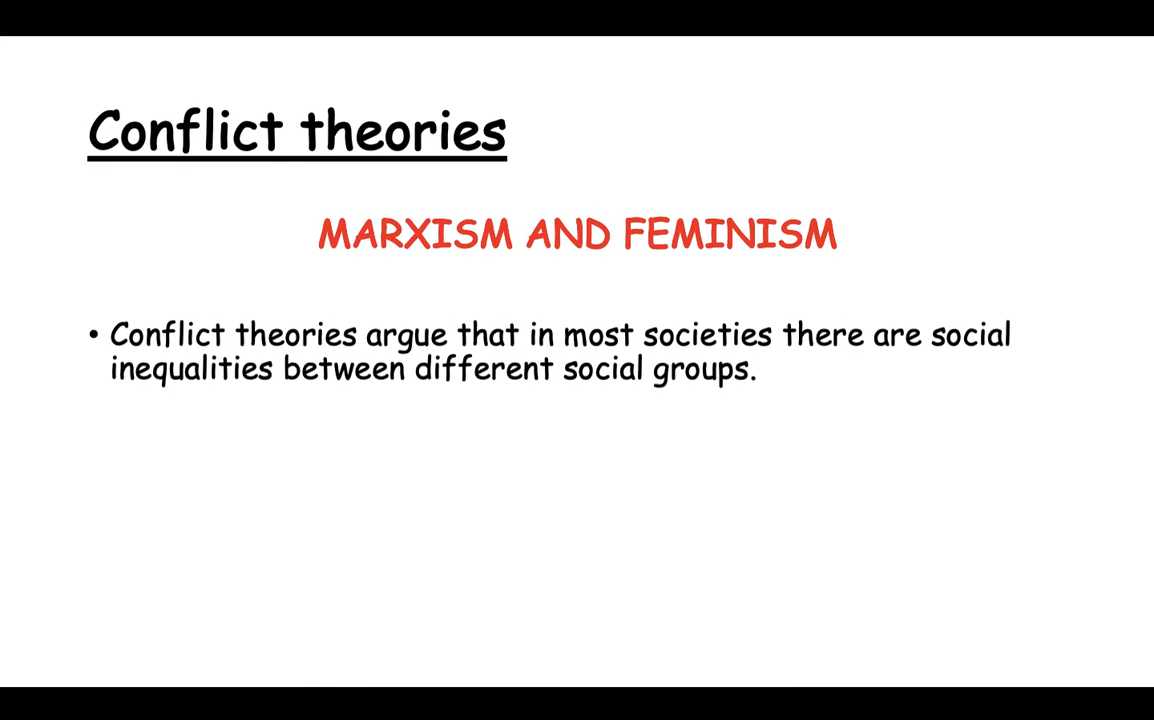 Conflict theories
MARXISM AND FEMINISM
• Conflict theories argue that in most societies there are social
inequalities between different social groups.